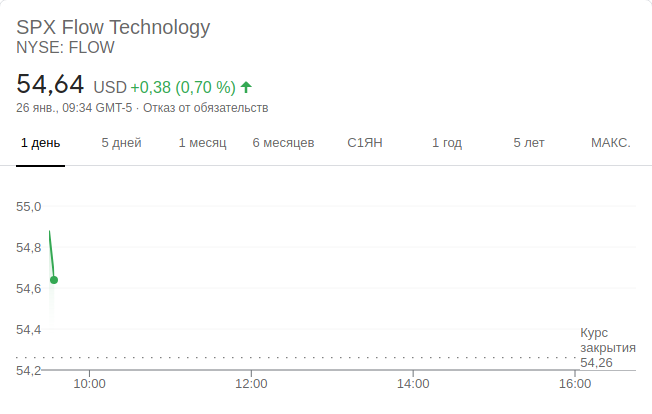 SPX Flow Technology
NYSE: FLOW
54,64 USD +0,38 (0,70 %) ↑
26 янв., 09:34 GMT-5 · Отказ от обязательств
1 день 5 дней 1 месяц 6 месяцев С1ЯН 1 год 5 лет МАКС.
55,0
54,8
54,6
54,4
Курс
закрытия
54,26
54,2
10:00 12:00 14:00 16:00